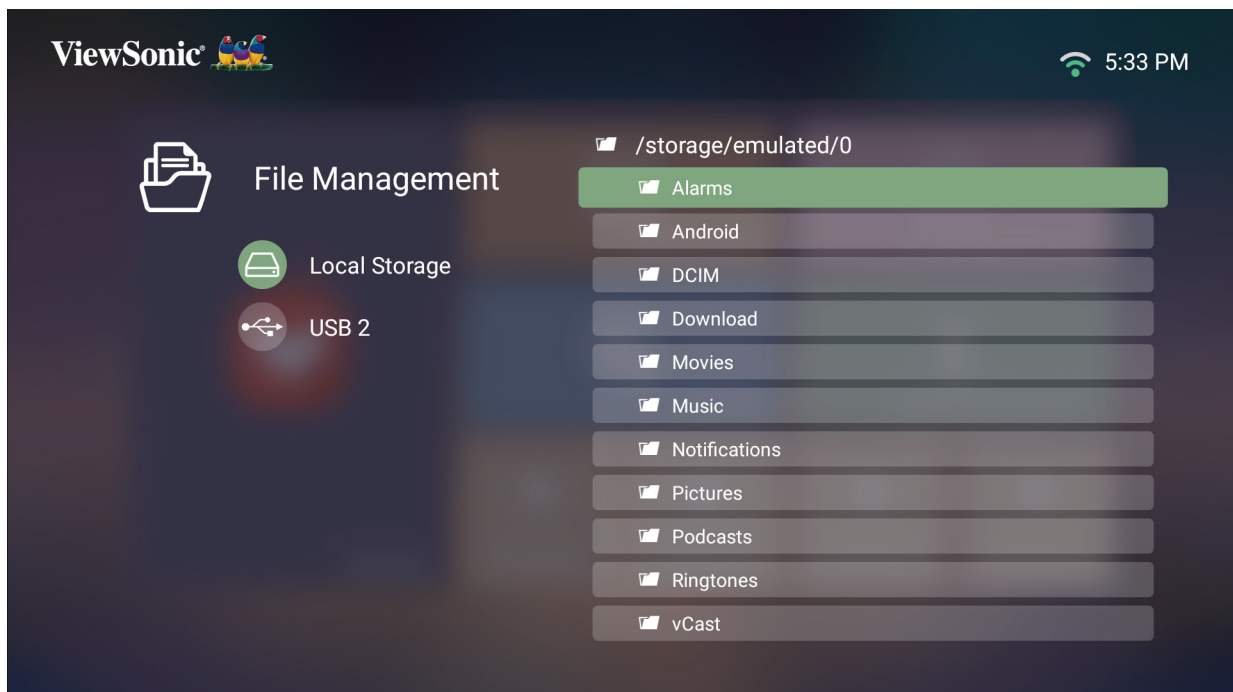 ViewSonic®
5:33 PM
File Management
Local Storage
USB 2
/storage/emulated/0
Alarms
Android
DCIM
Download
Movies
Music
Notifications
Pictures
Podcasts
Ringtones
vCast